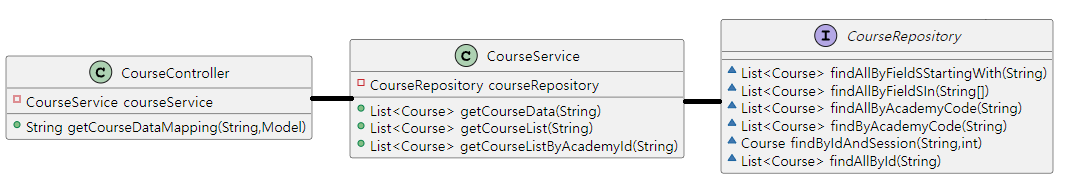 C CourseController
CourseService courseService
String getCourseDataMapping(String,Model)
C CourseService
CourseRepository courseRepository
List<Course> getCourseData(String)
List<Course> getCourseList(String)
List<Course> getCourseListByAcademyId(String)
I CourseRepository
List<Course> findAllByFieldSStartingWith(String)
List<Course> findAllByFieldSIn(String[])
List<Course> findAllByAcademyCode(String)
List<Course> findByAcademyCode(String)
Course findByIdAndSession(String,int)
List<Course> findAllById(String)